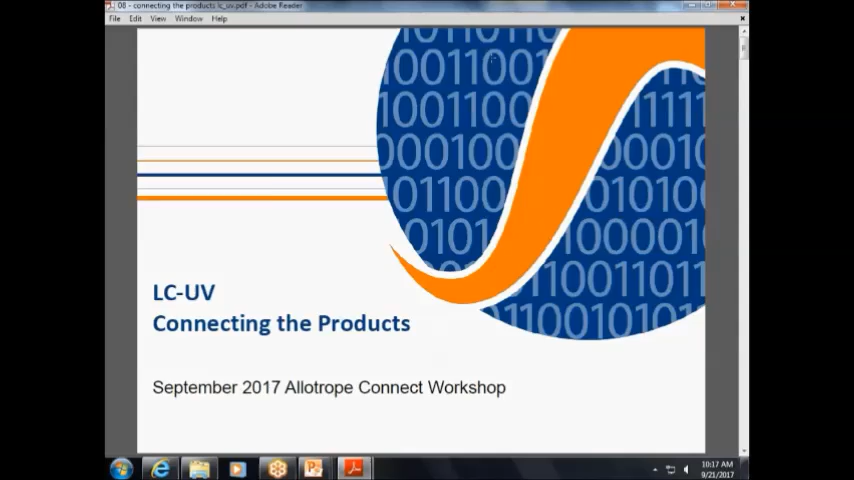 08 - connecting the products lc_uv.pdf - Adobe Reader
File Edit View Window Help
LC-UV
Connecting the Products
September 2017 Allotrope Connect Workshop
10:17 AM
9/21/2017